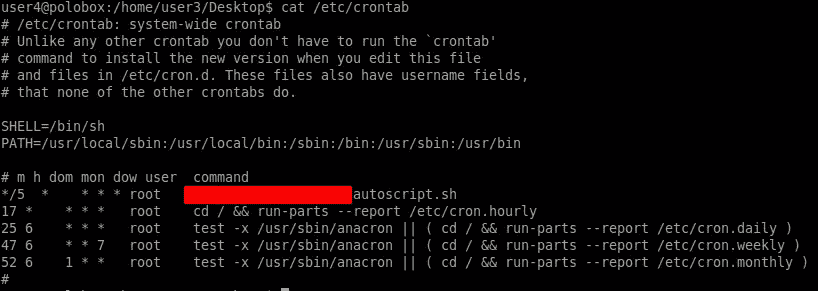 user4@polobox:/home/user3/Desktop$ cat /etc/crontab
# /etc/crontab: system-wide crontab
# Unlike any other crontab you don't have to run the `crontab'
# command to install the new version when you edit this file
# and files in /etc/cron.d. These files also have username fields,
# that none of the other crontabs do.

SHELL=/bin/sh
PATH=/usr/local/sbin:/usr/local/bin:/sbin:/bin:/usr/sbin:/usr/bin

# m h dom mon dow user  command
*/5  *    * * * root    autoscript.sh
17 *    * * *   root    cd / && run-parts --report /etc/cron.hourly
25 6    * * *   root    test -x /usr/sbin/anacron || ( cd / && run-parts --report /etc/cron.daily )
47 6    * * 7   root    test -x /usr/sbin/anacron || ( cd / && run-parts --report /etc/cron.weekly )
52 6    1 * *   root    test -x /usr/sbin/anacron || ( cd / && run-parts --report /etc/cron.monthly )
#